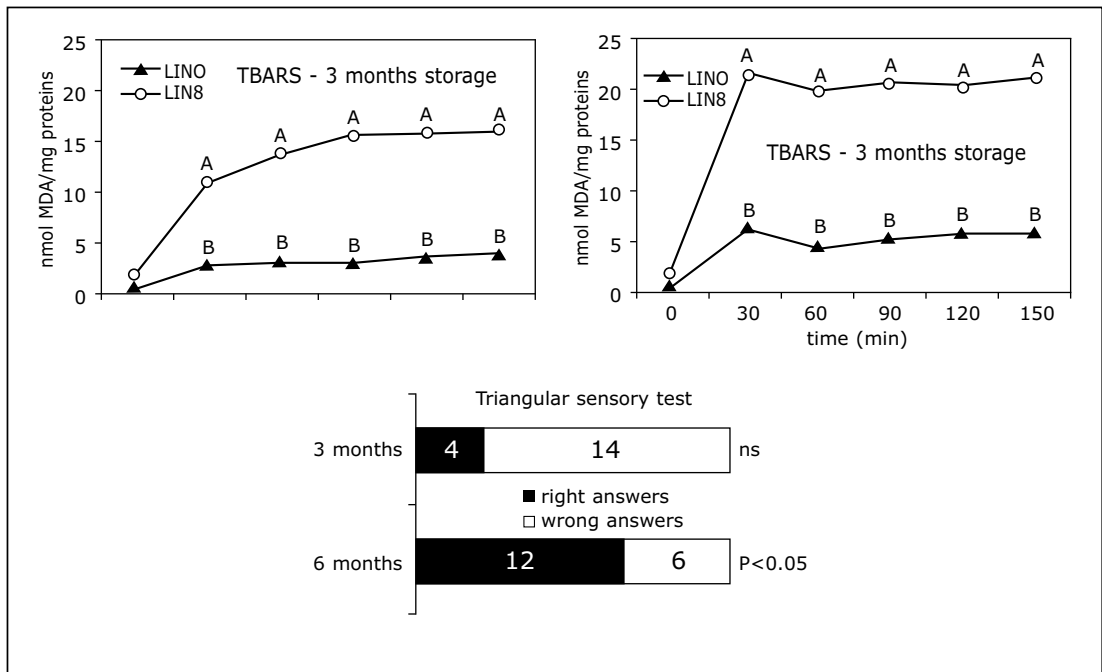 25
20
15
10
5
0
nmol MDA/mg proteins
LINO
LIN8
TBARS - 3 months storage
A
A
A
A
A
B
B
B
B
B
25
20
15
10
5
0
nmol MDA/mg proteins
LINO
LIN8
A
A
A
A
A
TBARS - 3 months storage
B
B
B
B
B
0 30 60 90 120 150
time (min)
Triangular sensory test
3 months 4 14 ns
right answers
wrong answers
6 months 12 6 P<0.05